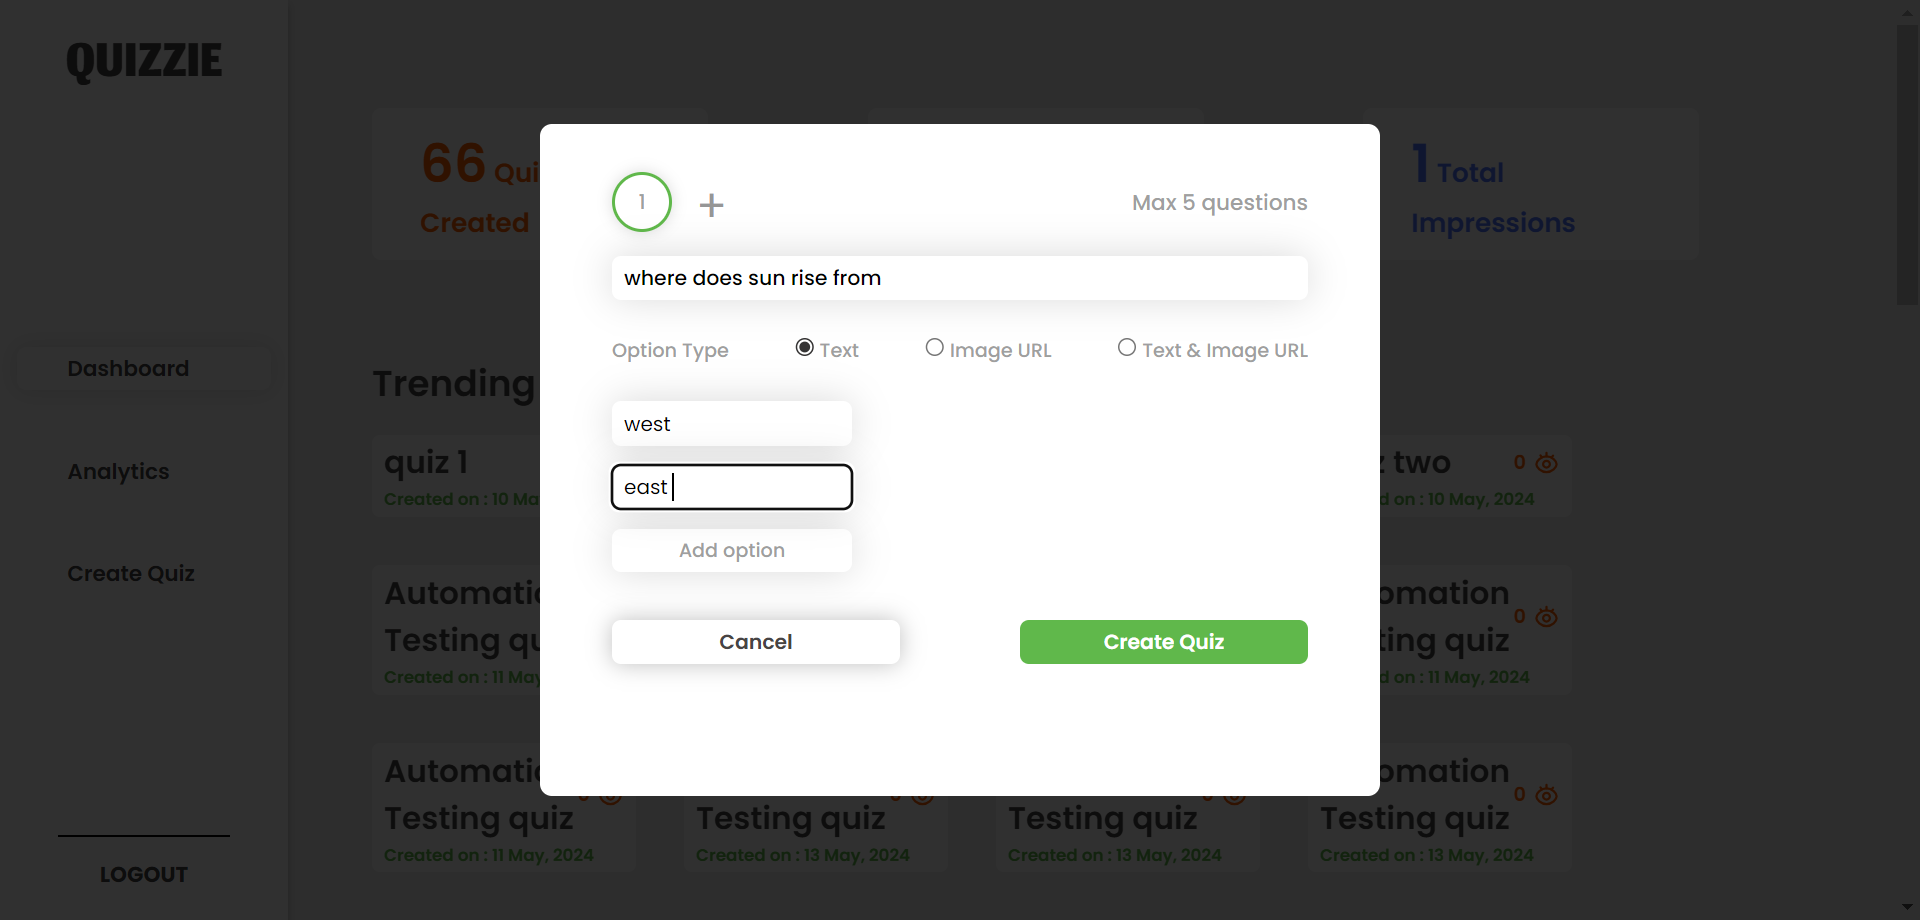 QUIZZIE
Dashboard
Analytics
Create Quiz
LOGOUT
66 Qui
Created
1 Total
Impressions
Trending
quiz 1
Created on : 10 Ma
z two
0
d on : 10 May, 2024
Automatic
Testing qu
Created on : 11 May
omation
ting quiz
0
d on : 11 May, 2024
Automatic
Testing quiz
Created on : 11 May, 2024
Testing quiz
Created on : 13 May, 2024
Testing quiz
Created on : 13 May, 2024
omation
Testing quiz
0
Created on : 13 May, 2024
1
+
Max 5 questions
where does sun rise from
Option Type
Text
Image URL
Text & Image URL
west
east
Add option
Cancel
Create Quiz